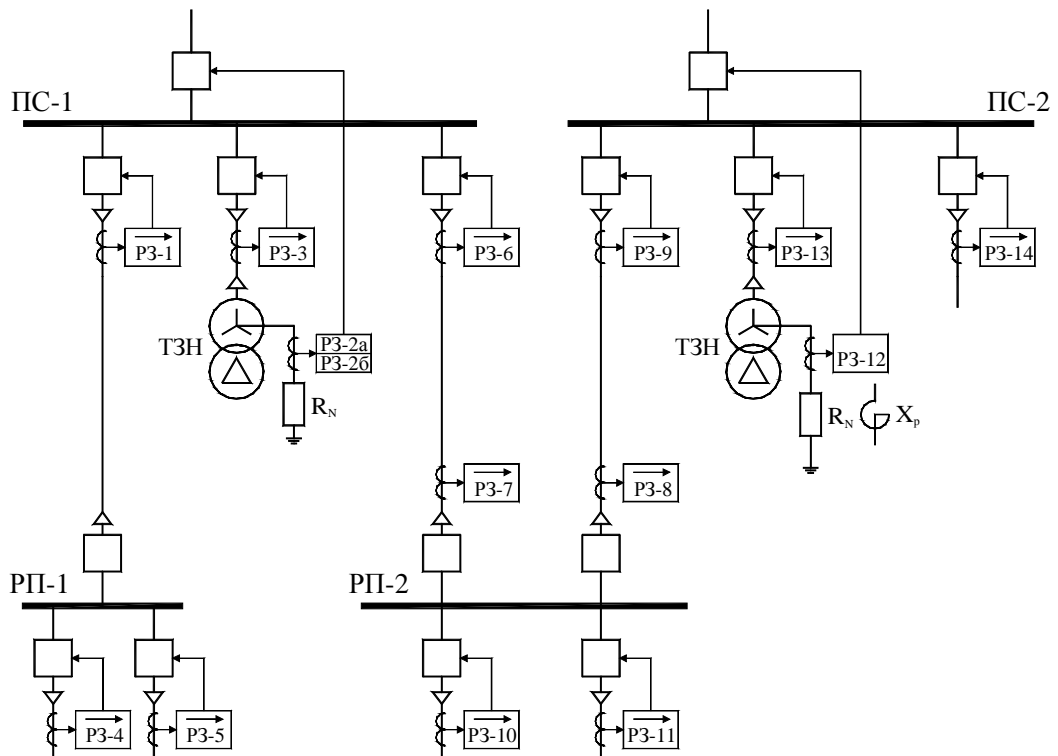 ПС-1
ПС-2
РЗ-1
РЗ-3
РЗ-6
РЗ-9
РЗ-13
РЗ-14
ТЗН
РЗ-2а
РЗ-2б
R_N
ТЗН
РЗ-12
R_N
X_р
РЗ-7
РЗ-8
РП-1
РП-2
РЗ-4
РЗ-5
РЗ-10
РЗ-11